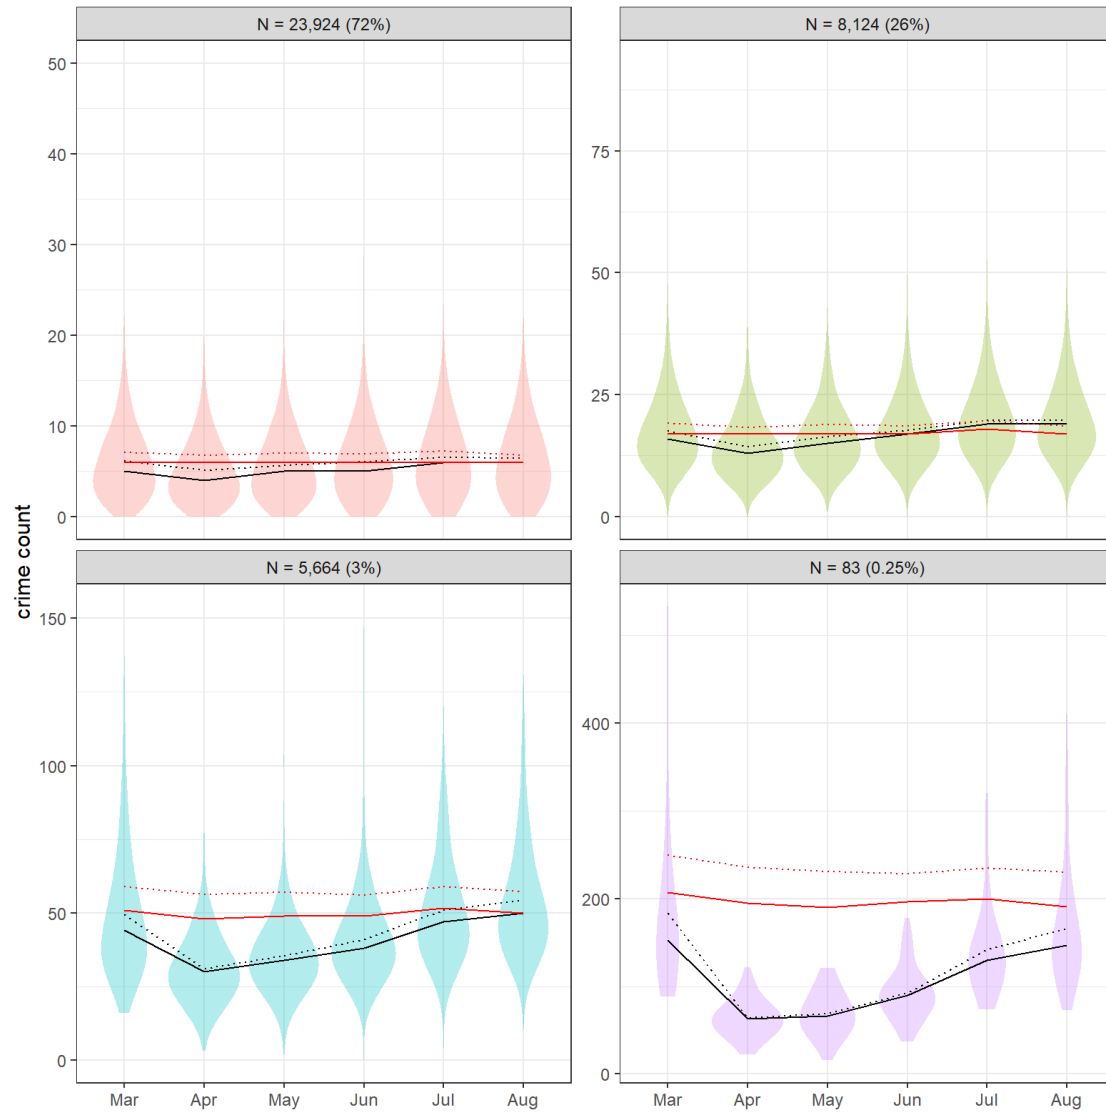 N = 23,924 (72%)
N = 8,124 (26%)
50
40
30
20
10
0
75
50
25
0
crime count
N = 5,664 (3%)
N = 83 (0.25%)
150
100
50
0
400
200
0
Mar Apr May Jun Jul Aug
Mar Apr May Jun Jul Aug